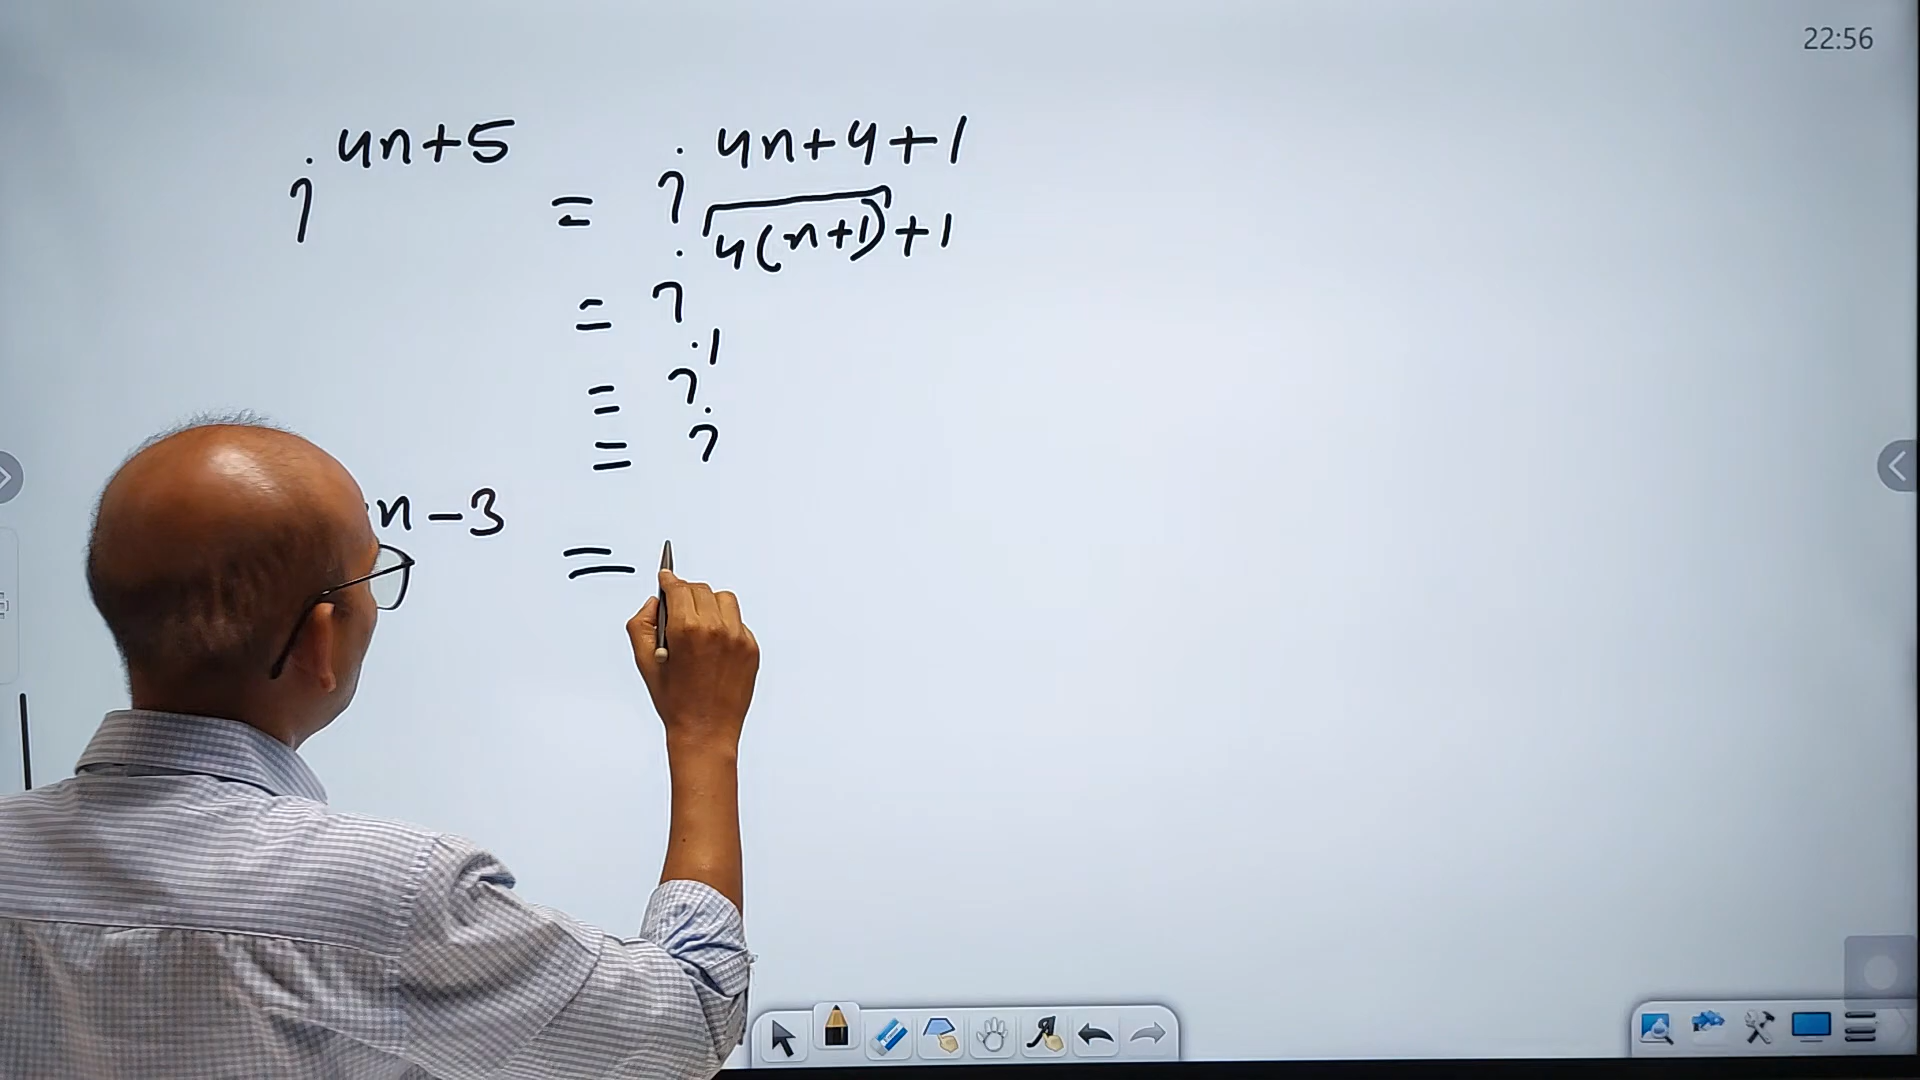 22:56
i^{4n+5} = i^{4n+4+1}
= i^{4(n+1)+1}
= i^1
= i
n-3 =